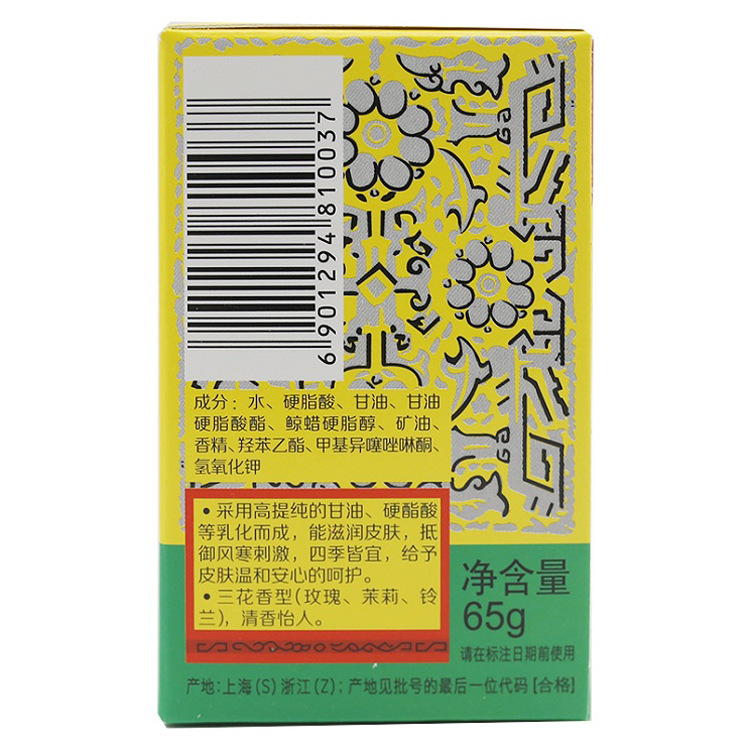 6901294810037
成分：水、硬脂酸、甘油、甘油
硬脂酸酯、鲸蜡硬脂醇、矿油、
香精、羟苯乙酯、甲基异噻唑啉酮、
氢氧化钾
• 采用高提纯的甘油、硬酯酸
等乳化而成，能滋润皮肤，抵
御风寒刺激，四季皆宜，给予
皮肤温和安心的呵护。
• 三花香型(玫瑰、茉莉、铃
兰)，清香怡人。
净含量
65g
请在标注日期前使用
产地：上海(S) 浙江(Z)；产地见批号的最后一位代码 [合格]